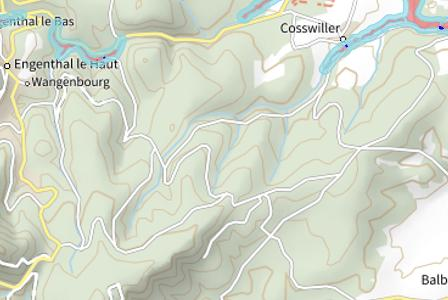 enthal le Bas
Cosswiller
Engenthal le Haut
Wangenbourg
Balb